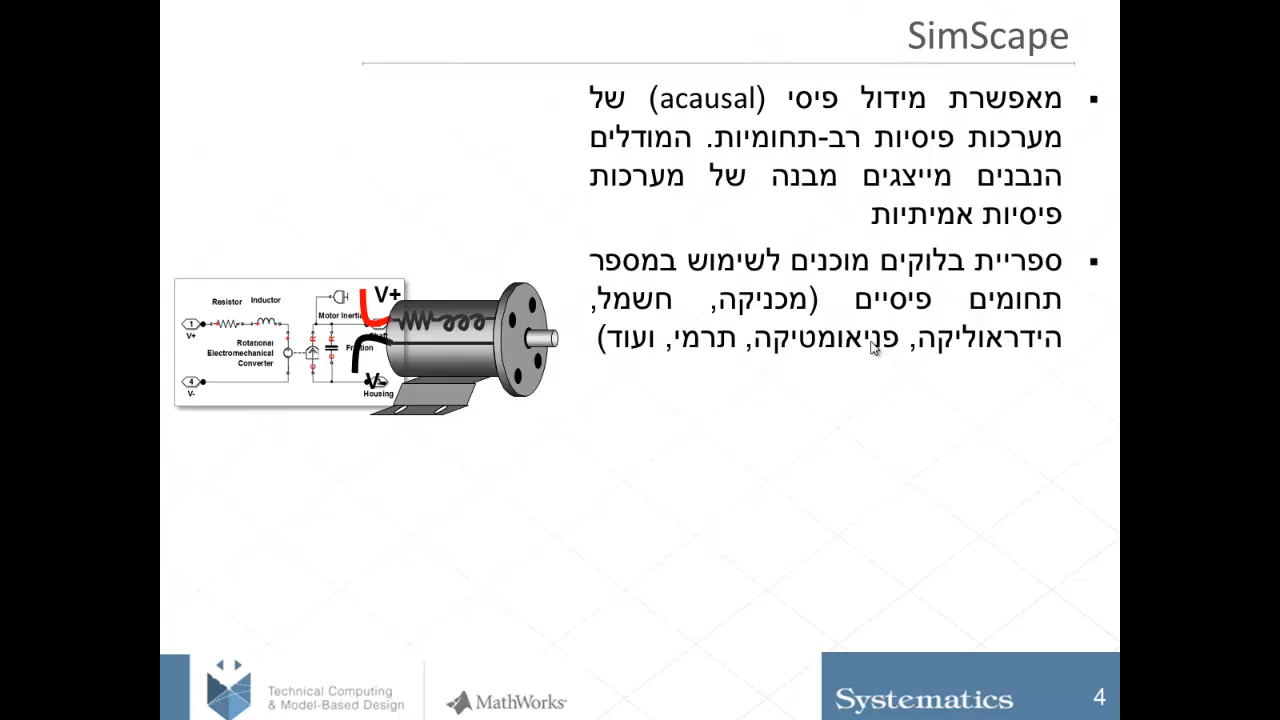 SimScape
מאפשרת מידול פיסי (acausal) של
מערכות פיסיות רב-תחומיות. המודלים
הנבנים מייצגים מבנה של מערכות
פיסיות אמיתיות
ספריית בלוקים מוכנים לשימוש במספר
תחומים פיסיים (מכניקה, חשמל,
הידראוליקה, פניאומטיקה, תרמי, ועוד)
Resistor
Inductor
V+
Motor Inertia
1
V+
Rotational
Electromechanical
Converter
4
V-
V-
Housing
Technical Computing
& Model-Based Design
MathWorks
Systematics
4